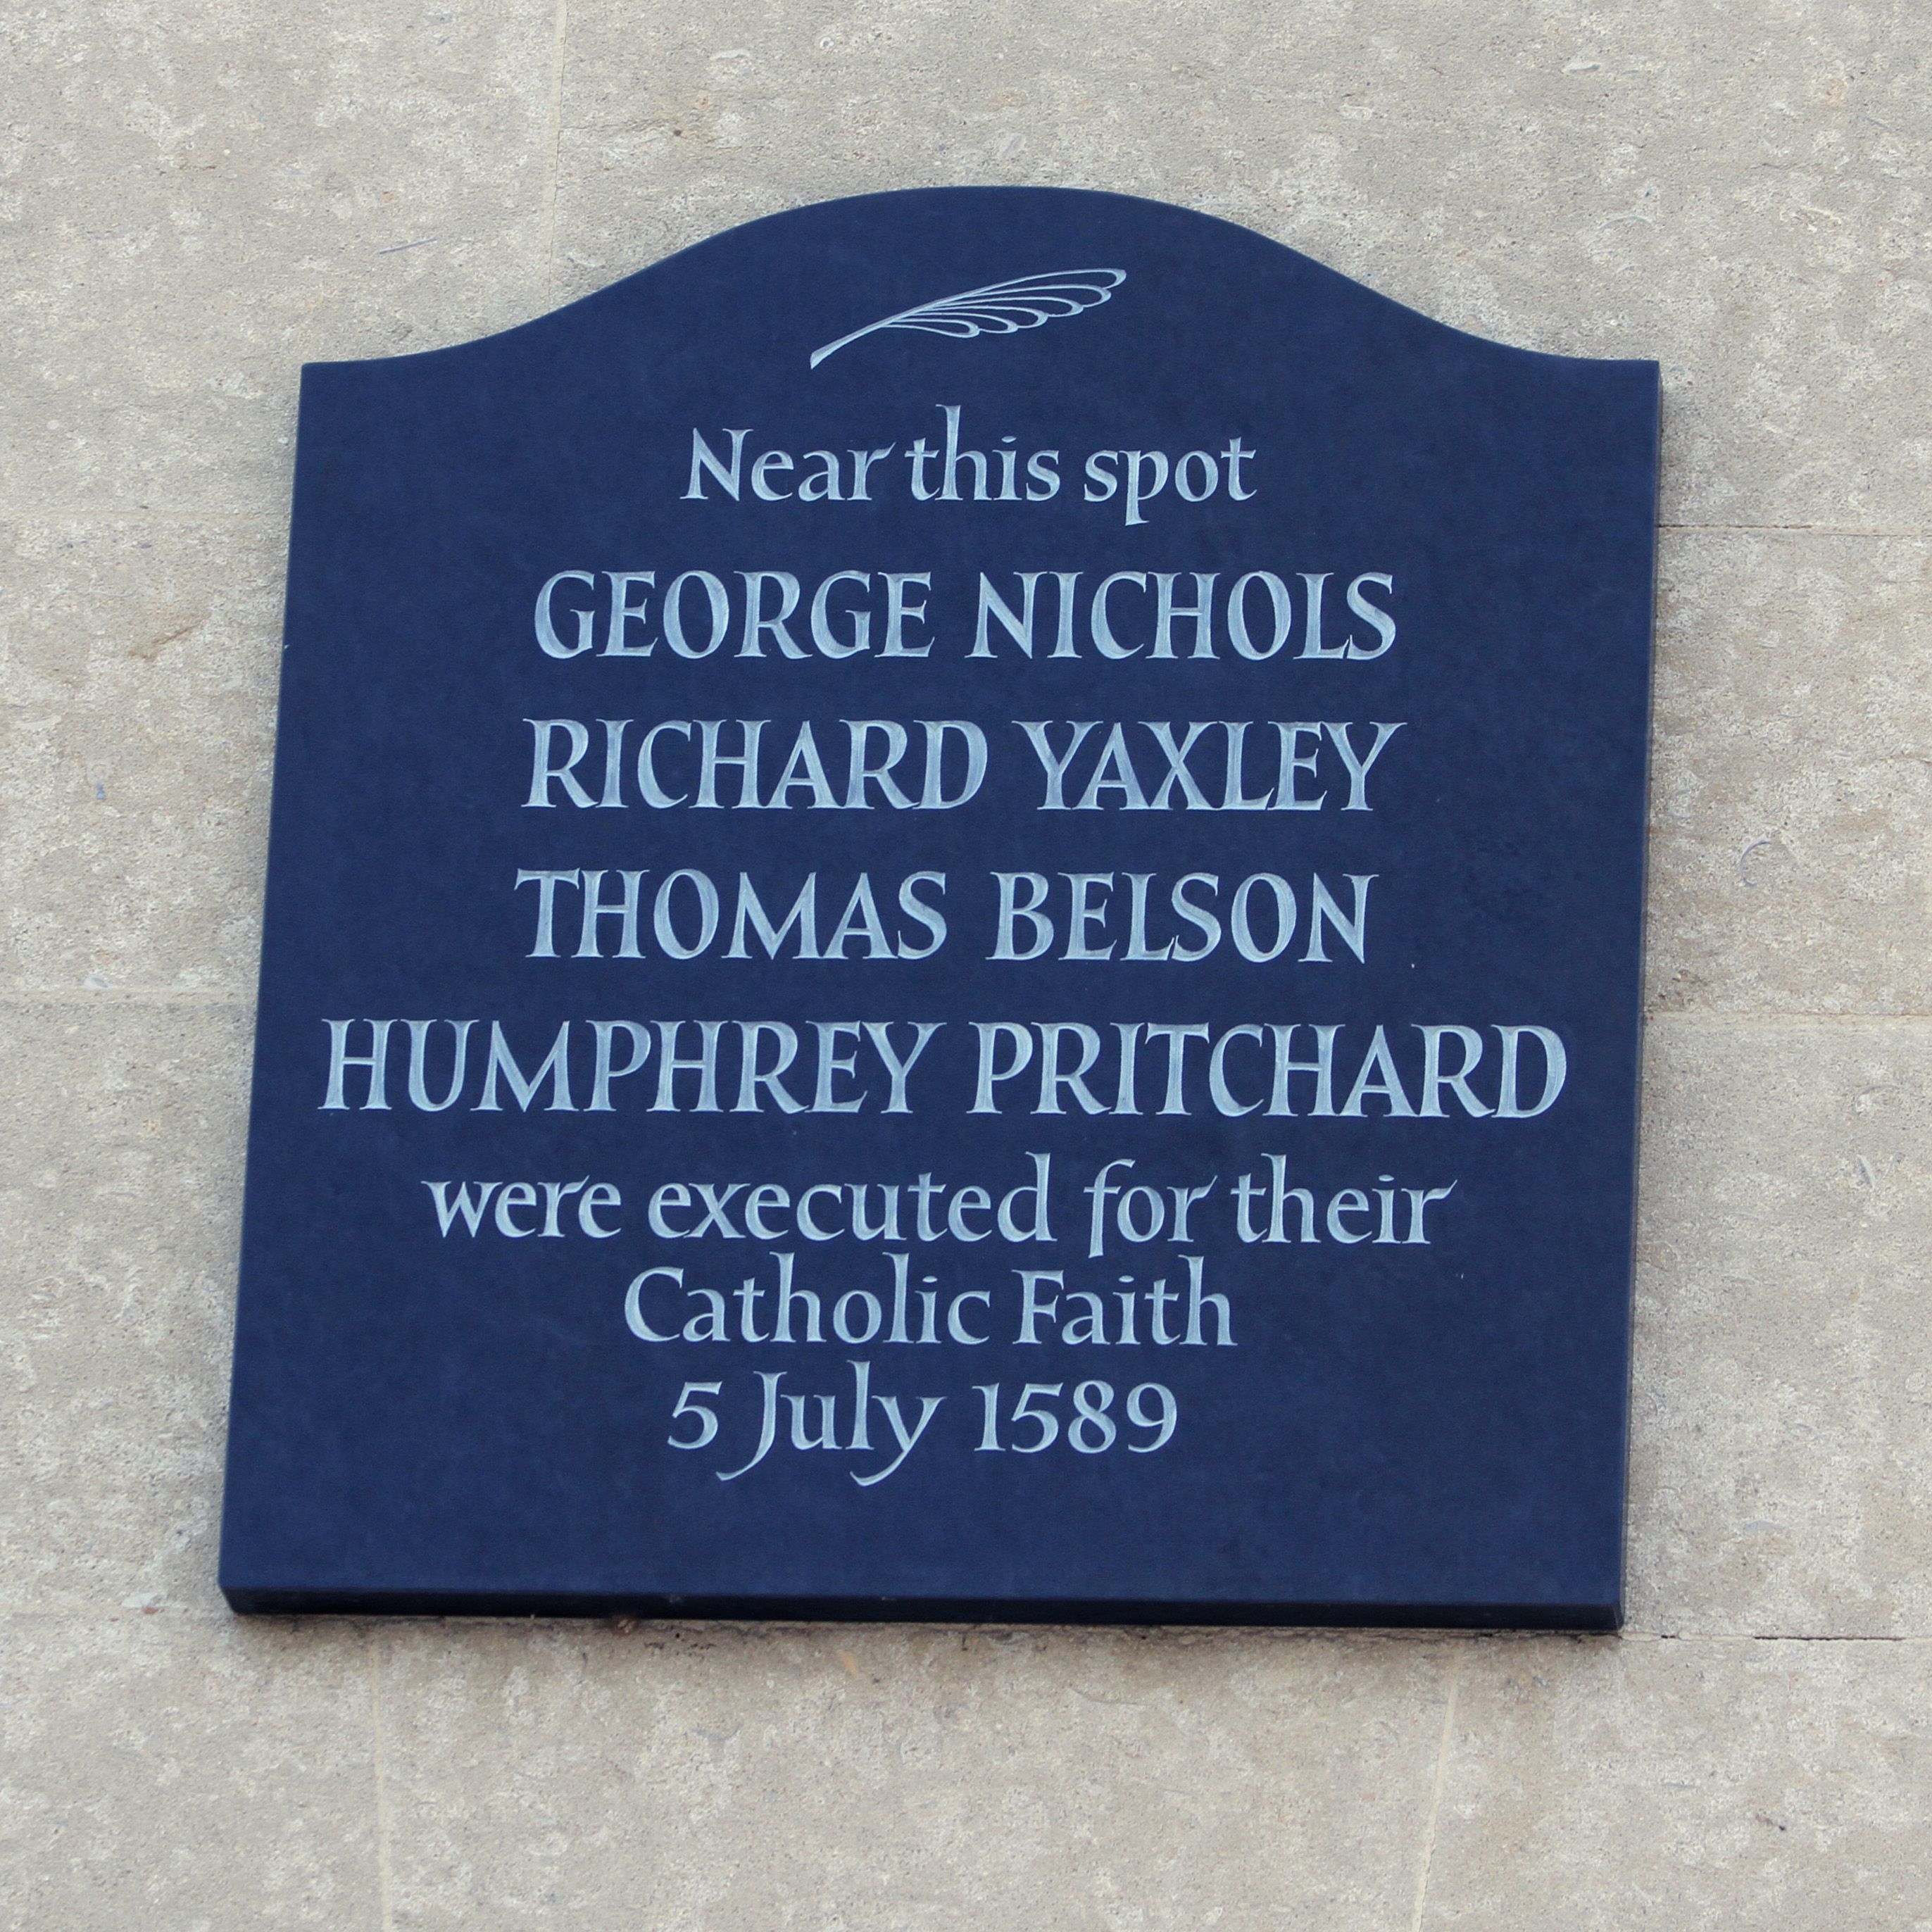 Near this spot
GEORGE NICHOLS
RICHARD YAXLEY
THOMAS BELSON
HUMPHREY PRITCHARD
were executed for their
Catholic Faith
5 July 1589